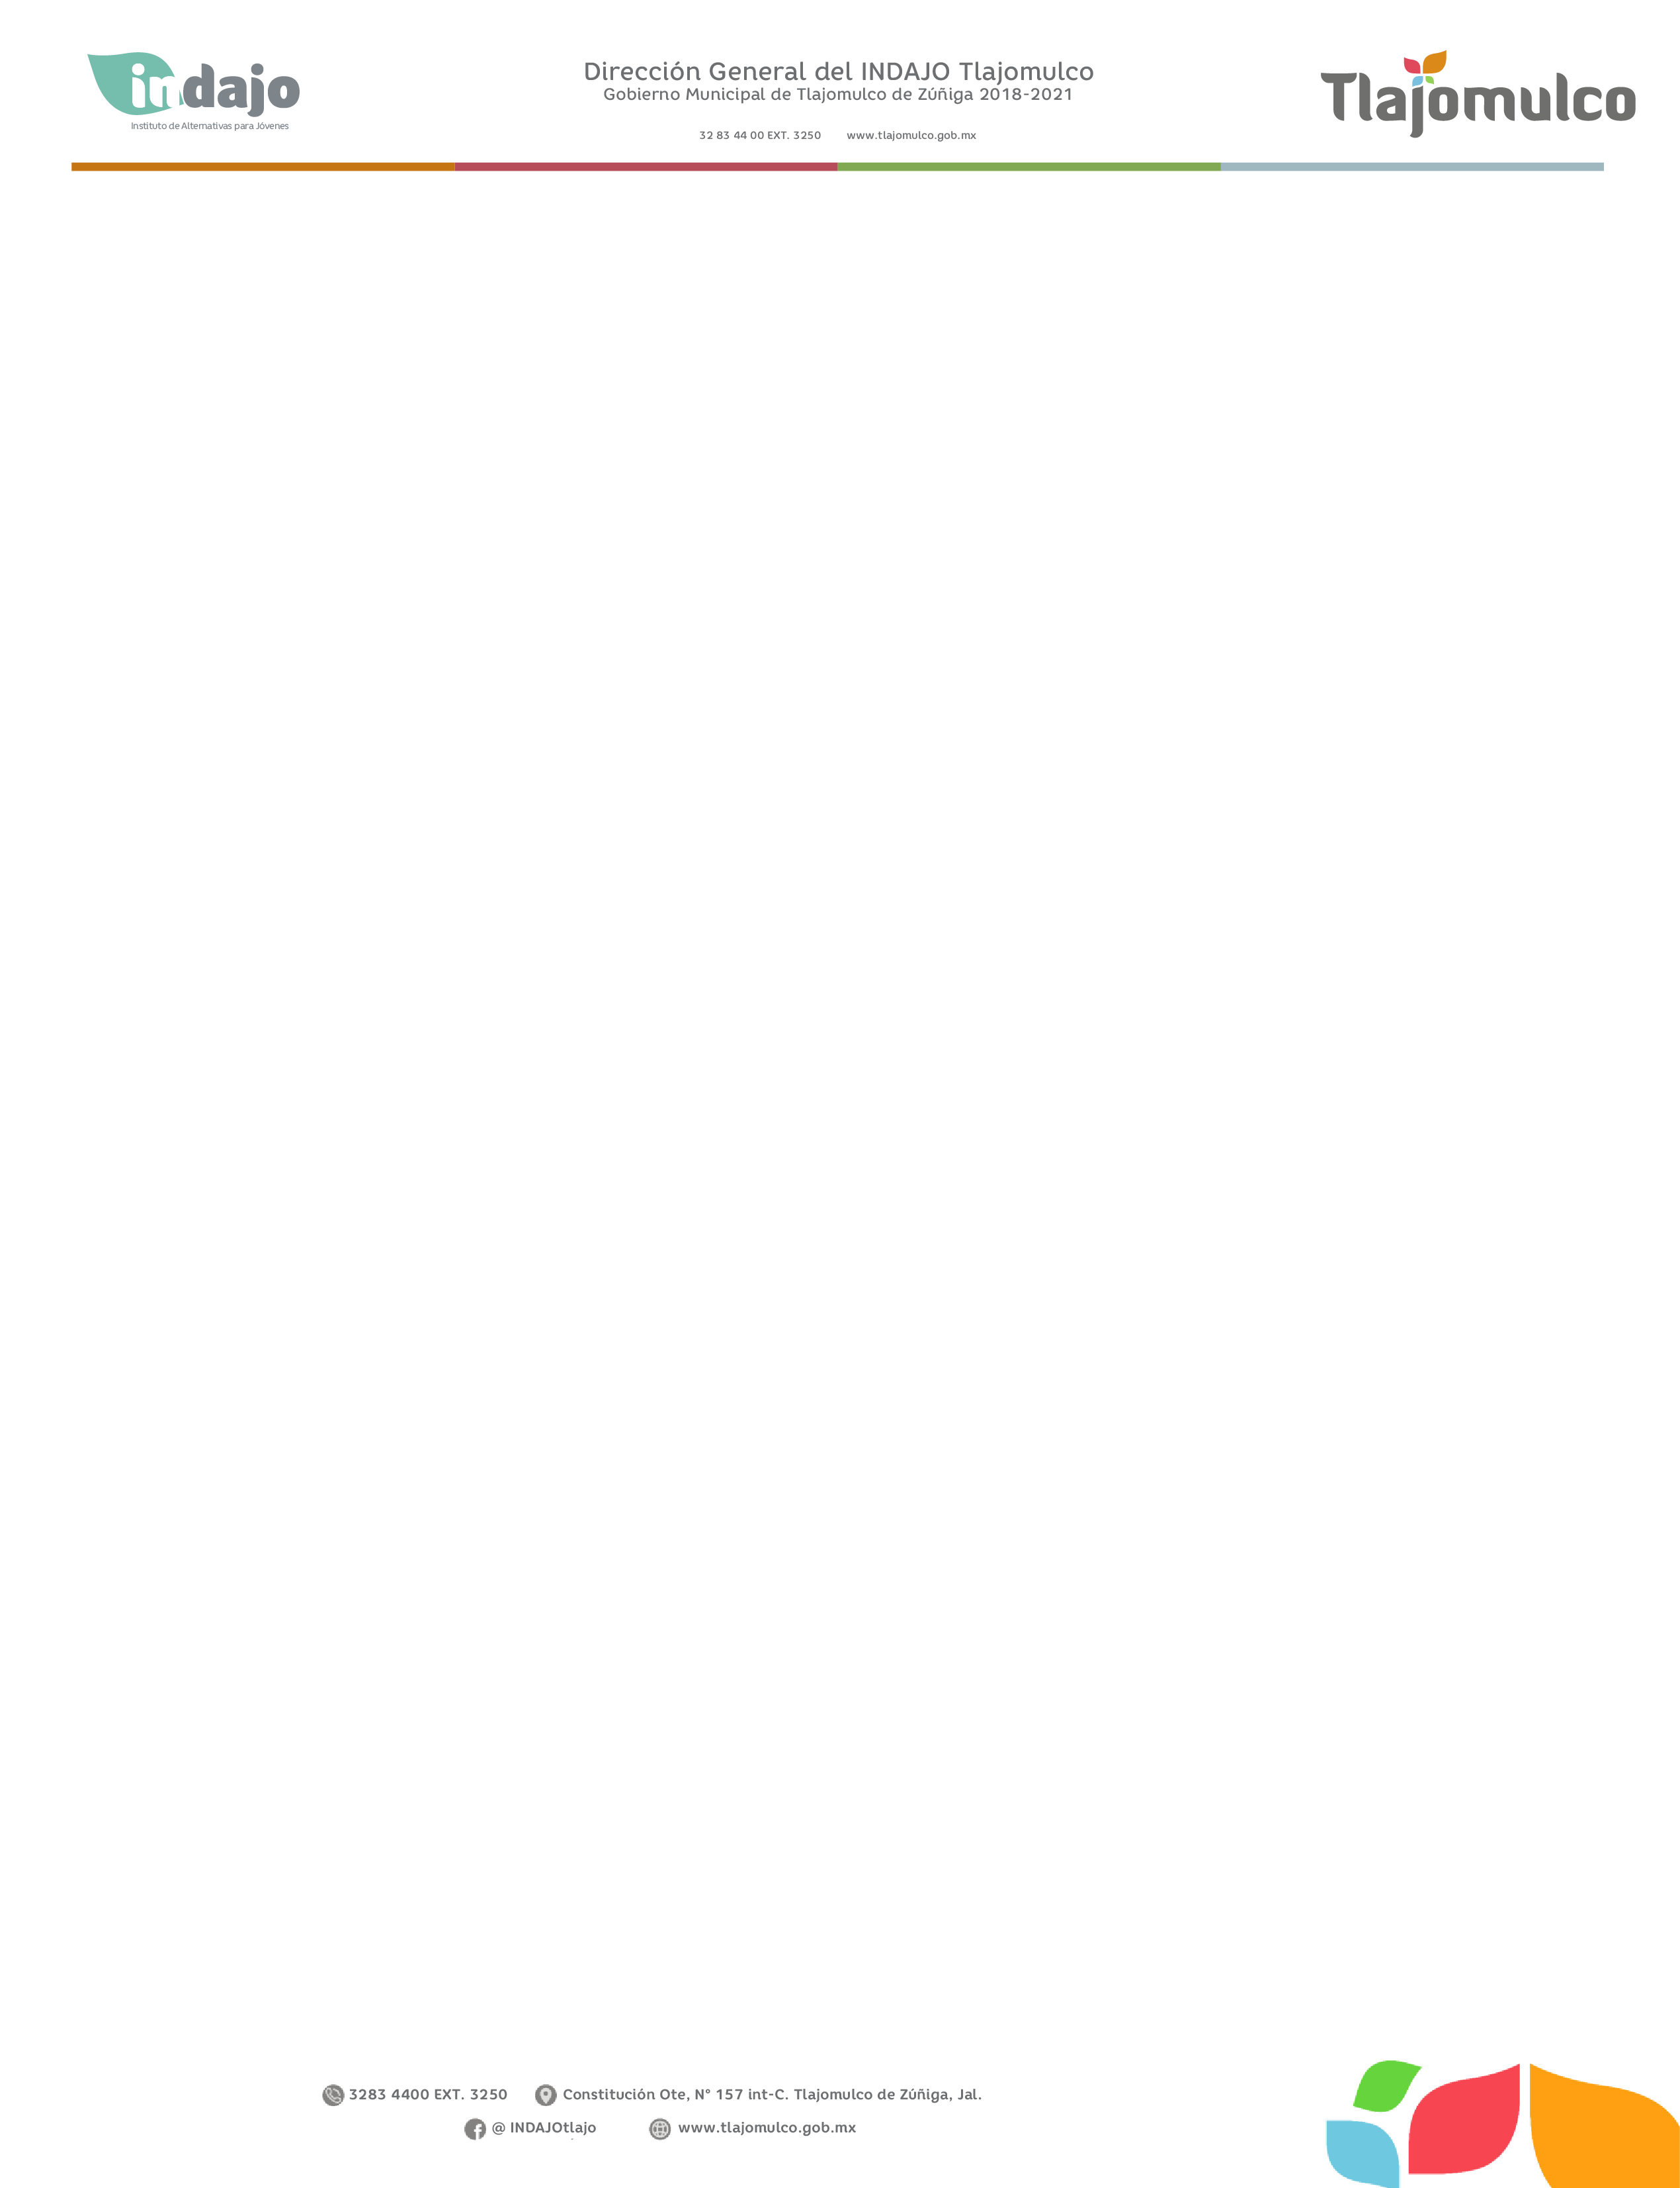 indajo
Instituto de Alternativas para Jóvenes
Dirección General del INDAJO Tlajomulco
Gobierno Municipal de Tlajomulco de Zúñiga 2018-2021
32 83 44 00 EXT. 3250 www.tlajomulco.gob.mx
Tlajomulco
3283 4400 EXT. 3250 Constitución Ote, N° 157 int-C. Tlajomulco de Zúñiga, Jal.
@ INDAJOtlajo www.tlajomulco.gob.mx